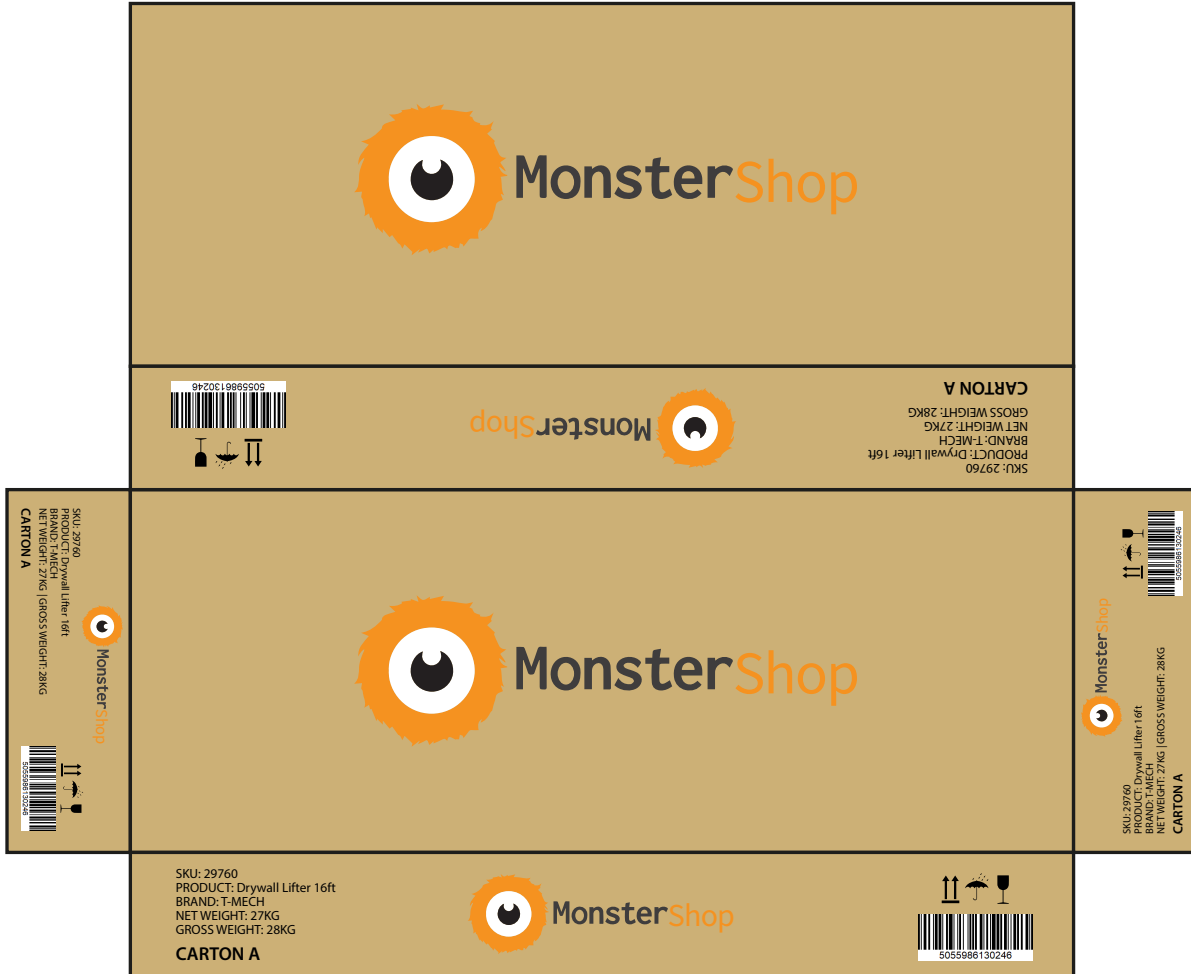 MonsterShop
5055986130246
MonsterShop
CARTON A
GROSS WEIGHT: 28KG
NET WEIGHT: 27KG
BRAND: T-MECH
PRODUCT: Drywall Lifter 16ft
SKU: 29760
SKU: 29760
PRODUCT: Drywall Lifter 16ft
BRAND: T-MECH
NET WEIGHT: 27KG | GROSS WEIGHT: 28KG
CARTON A
MonsterShop
5055986130246
MonsterShop
5055986130246
MonsterShop
SKU: 29760
PRODUCT: Drywall Lifter 16ft
BRAND: T-MECH
NET WEIGHT: 27KG | GROSS WEIGHT: 28KG
CARTON A
SKU: 29760
PRODUCT: Drywall Lifter 16ft
BRAND: T-MECH
NET WEIGHT: 27KG
GROSS WEIGHT: 28KG
CARTON A
MonsterShop
5055986130246